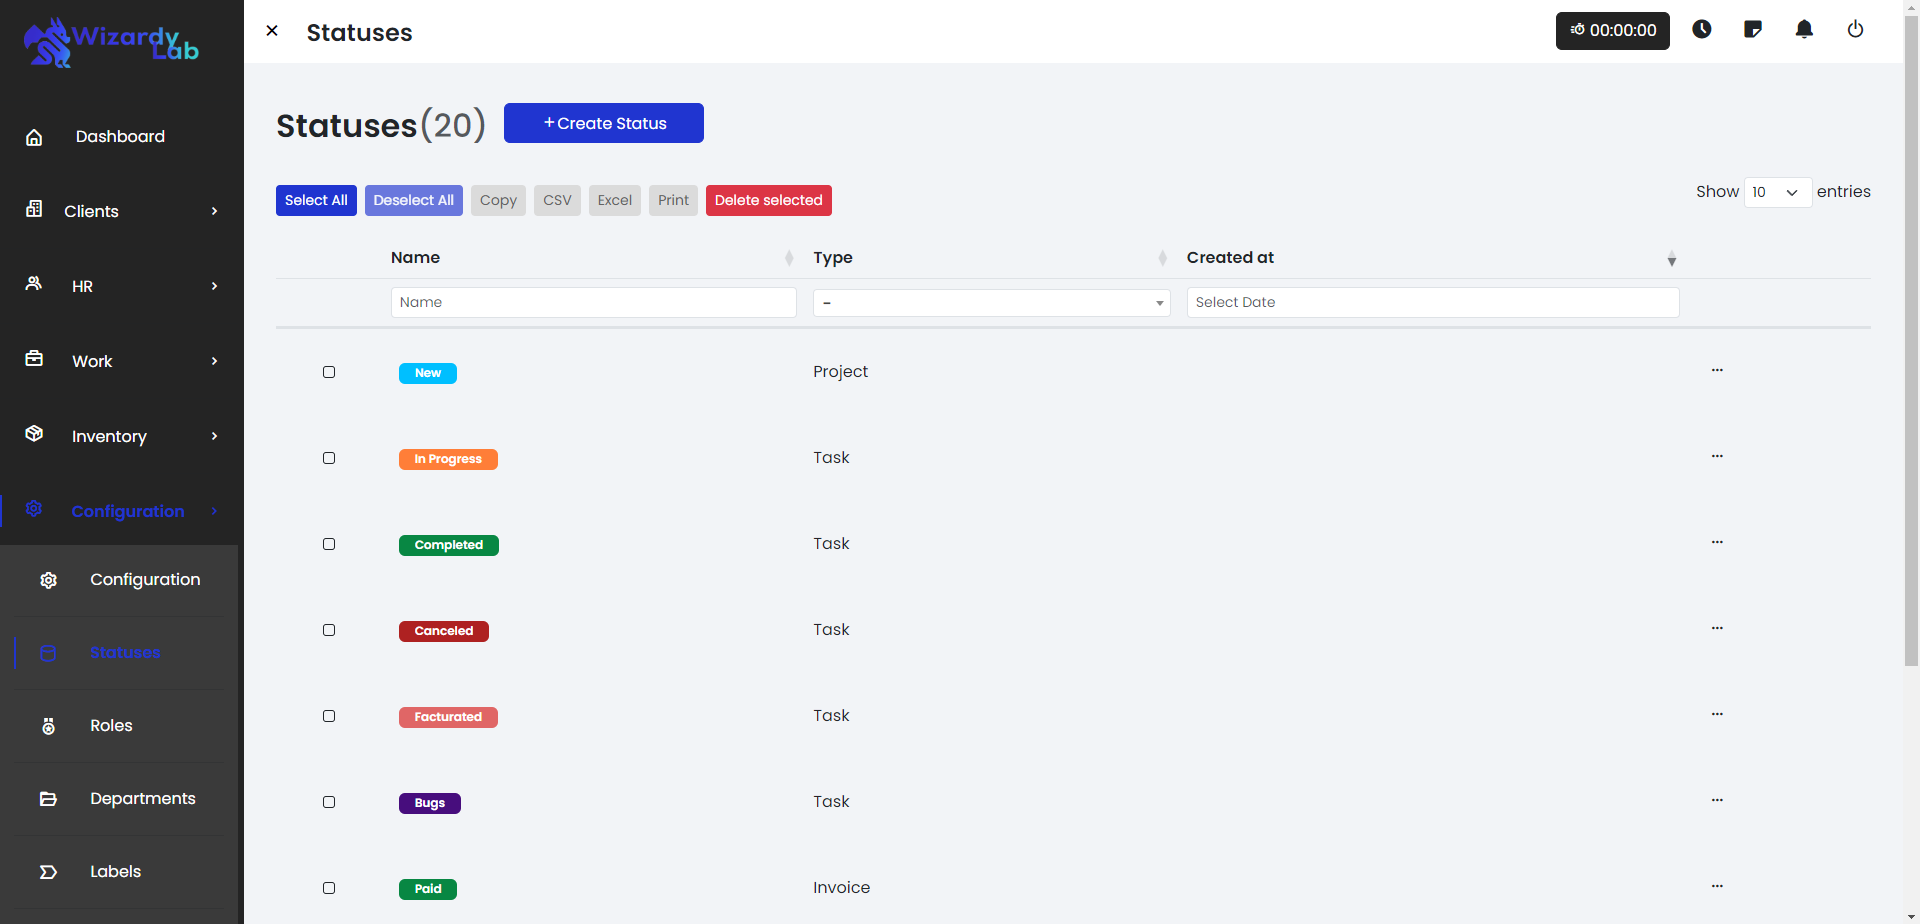 Wizardy
Lab
Statuses
00:00:00
Dashboard
Clients
HR
Work
Inventory
Configuration
Configuration
Statuses
Roles
Departments
Labels
Statuses(20)
+Create Status
Select All
Deselect All
Copy
CSV
Excel
Print
Delete selected
Show 10 entries
Name Type Created at
Name - Select Date
New Project ...
In Progress Task ...
Completed Task ...
Canceled Task ...
Facturated Task ...
Bugs Task ...
Paid Invoice ...